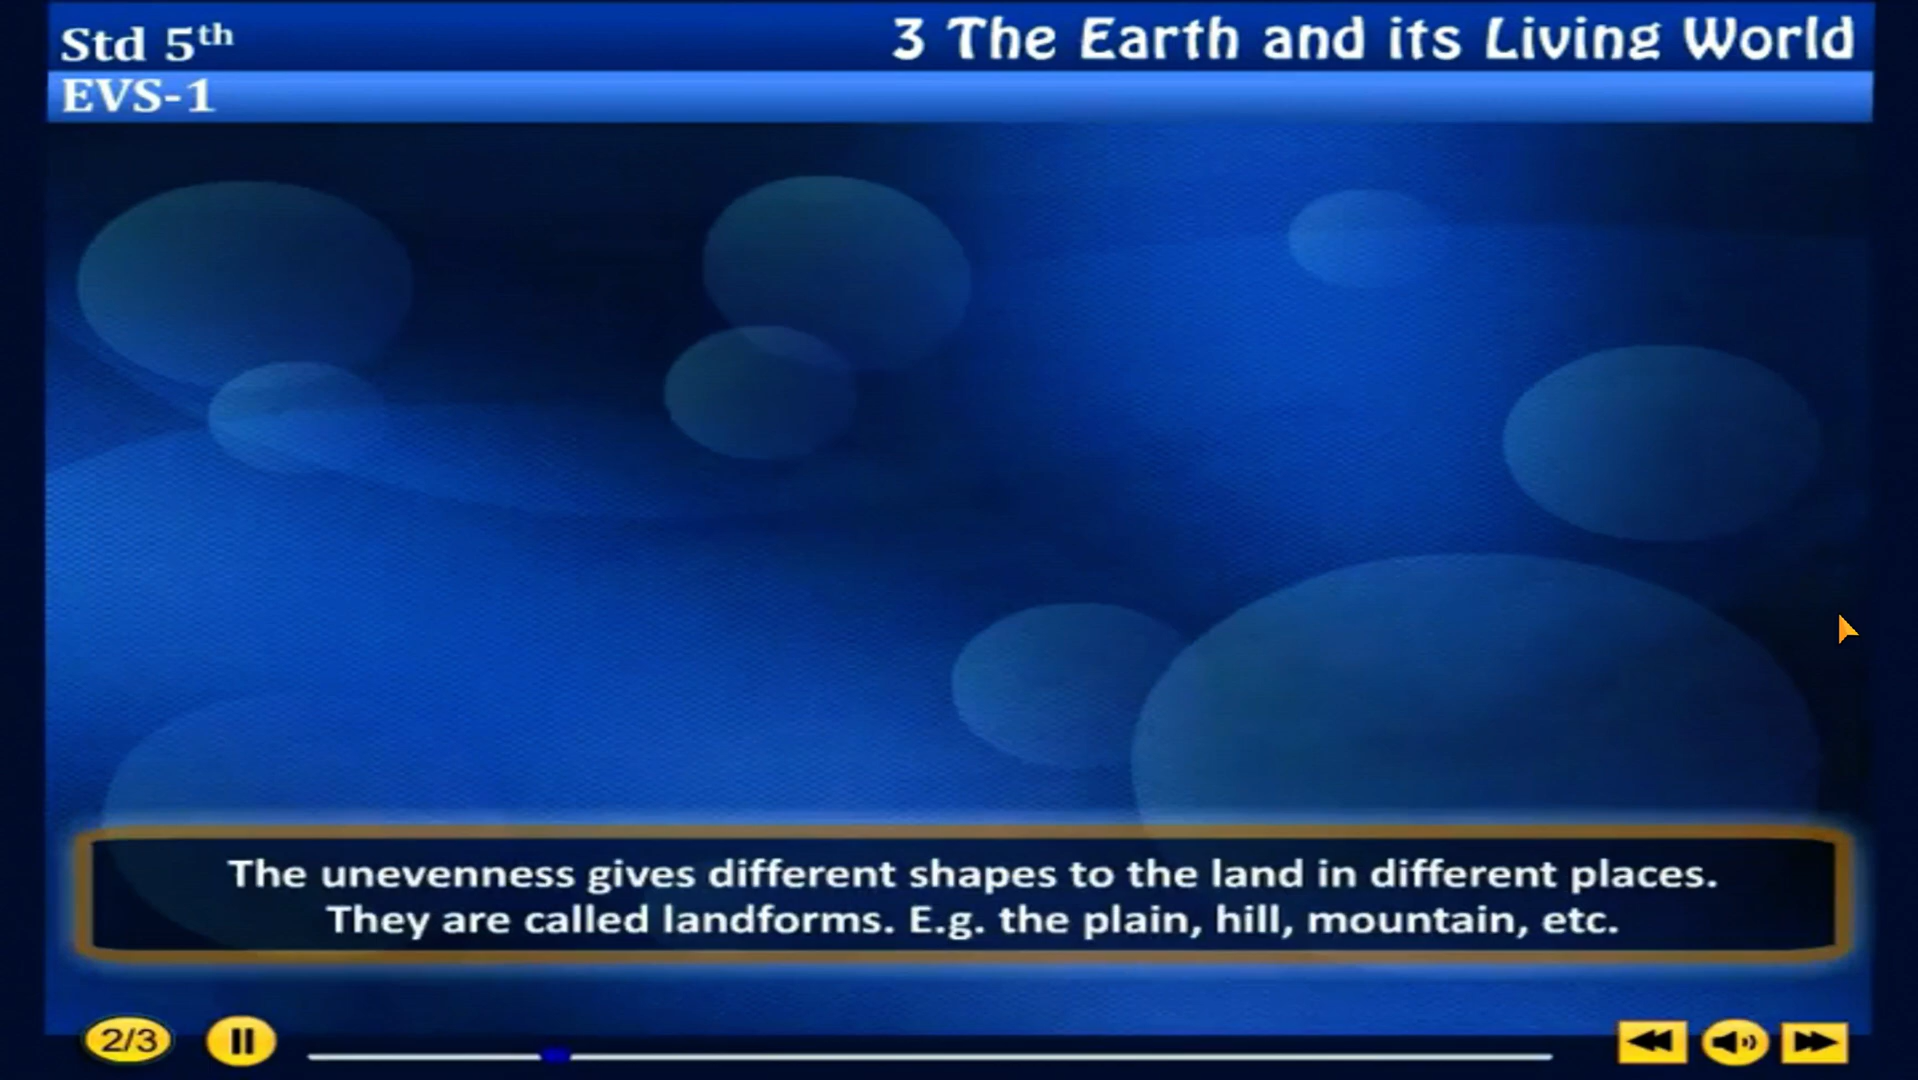 Std 5th
3 The Earth and its Living World
EVS-1
The unevenness gives different shapes to the land in different places.
They are called landforms. E.g. the plain, hill, mountain, etc.
2/3